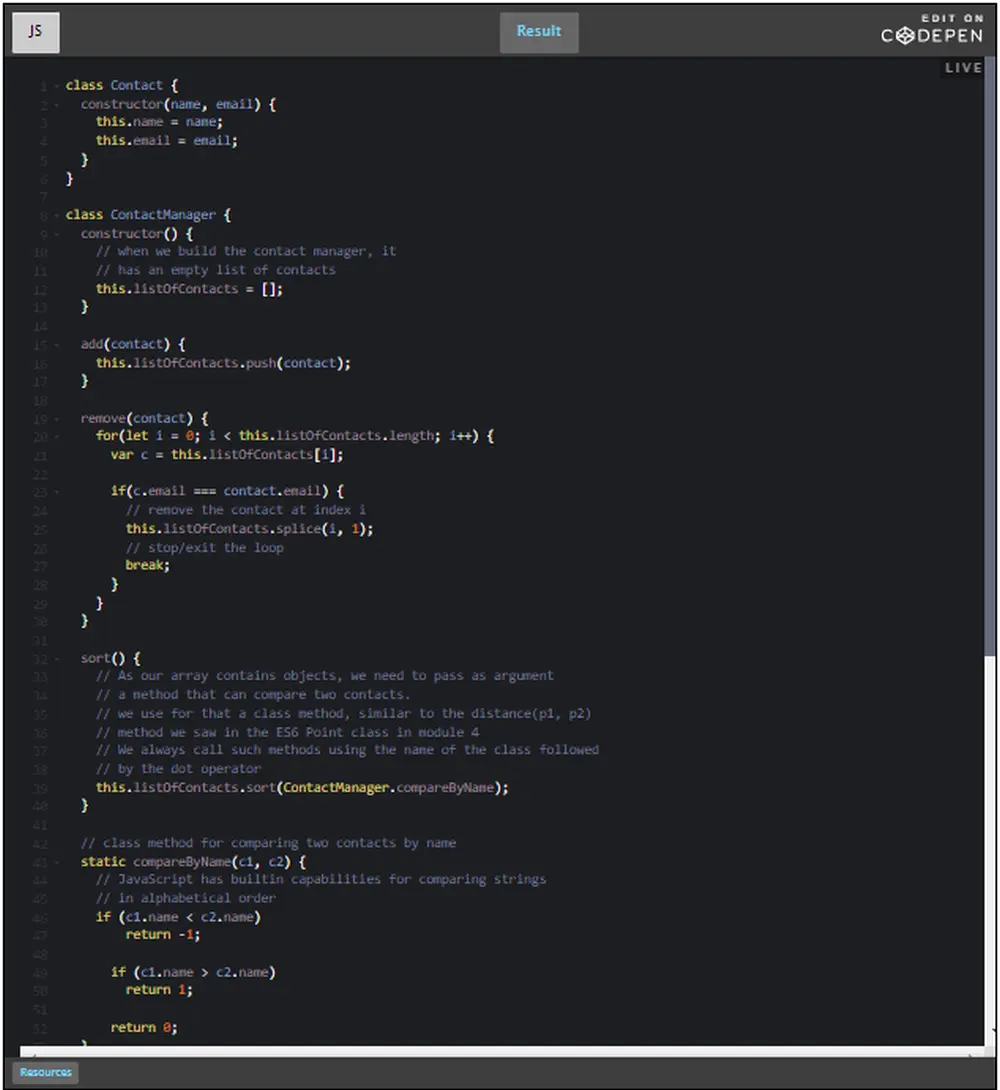 JS
Result
EDIT ON
CODEPEN
LIVE
1 class Contact {
2 constructor(name, email) {
3 this.name = name;
4 this.email = email;
5 }
6 }
7
8 class ContactManager {
9 constructor() {
10 // when we build the contact manager, it
11 // has an empty list of contacts
12 this.listOfContacts = [];
13 }
14
15 add(contact) {
16 this.listOfContacts.push(contact);
17 }
18
19 remove(contact) {
20 for(let i = 0; i < this.listOfContacts.length; i++) {
21 var c = this.listOfContacts[i];
22
23 if(c.email === contact.email) {
24 // remove the contact at index i
25 this.listOfContacts.splice(i, 1);
26 // stop/exit the loop
27 break;
28 }
29 }
30 }
31
32 sort() {
33 // As our array contains objects, we need to pass as argument
34 // a method that can compare two contacts.
35 // we use for that a class method, similar to the distance(p1, p2)
36 // method we saw in the ES6 Point class in module 4
37 // We always call such methods using the name of the class followed
38 // by the dot operator
39 this.listOfContacts.sort(ContactManager.compareByName);
40 }
41
42 // class method for comparing two contacts by name
43 static compareByName(c1, c2) {
44 // JavaScript has builtin capabilities for comparing strings
45 // in alphabetical order
46 if (c1.name < c2.name)
47 return -1;
48
49 if (c1.name > c2.name)
50 return 1;
51
52 return 0;
}
Resources